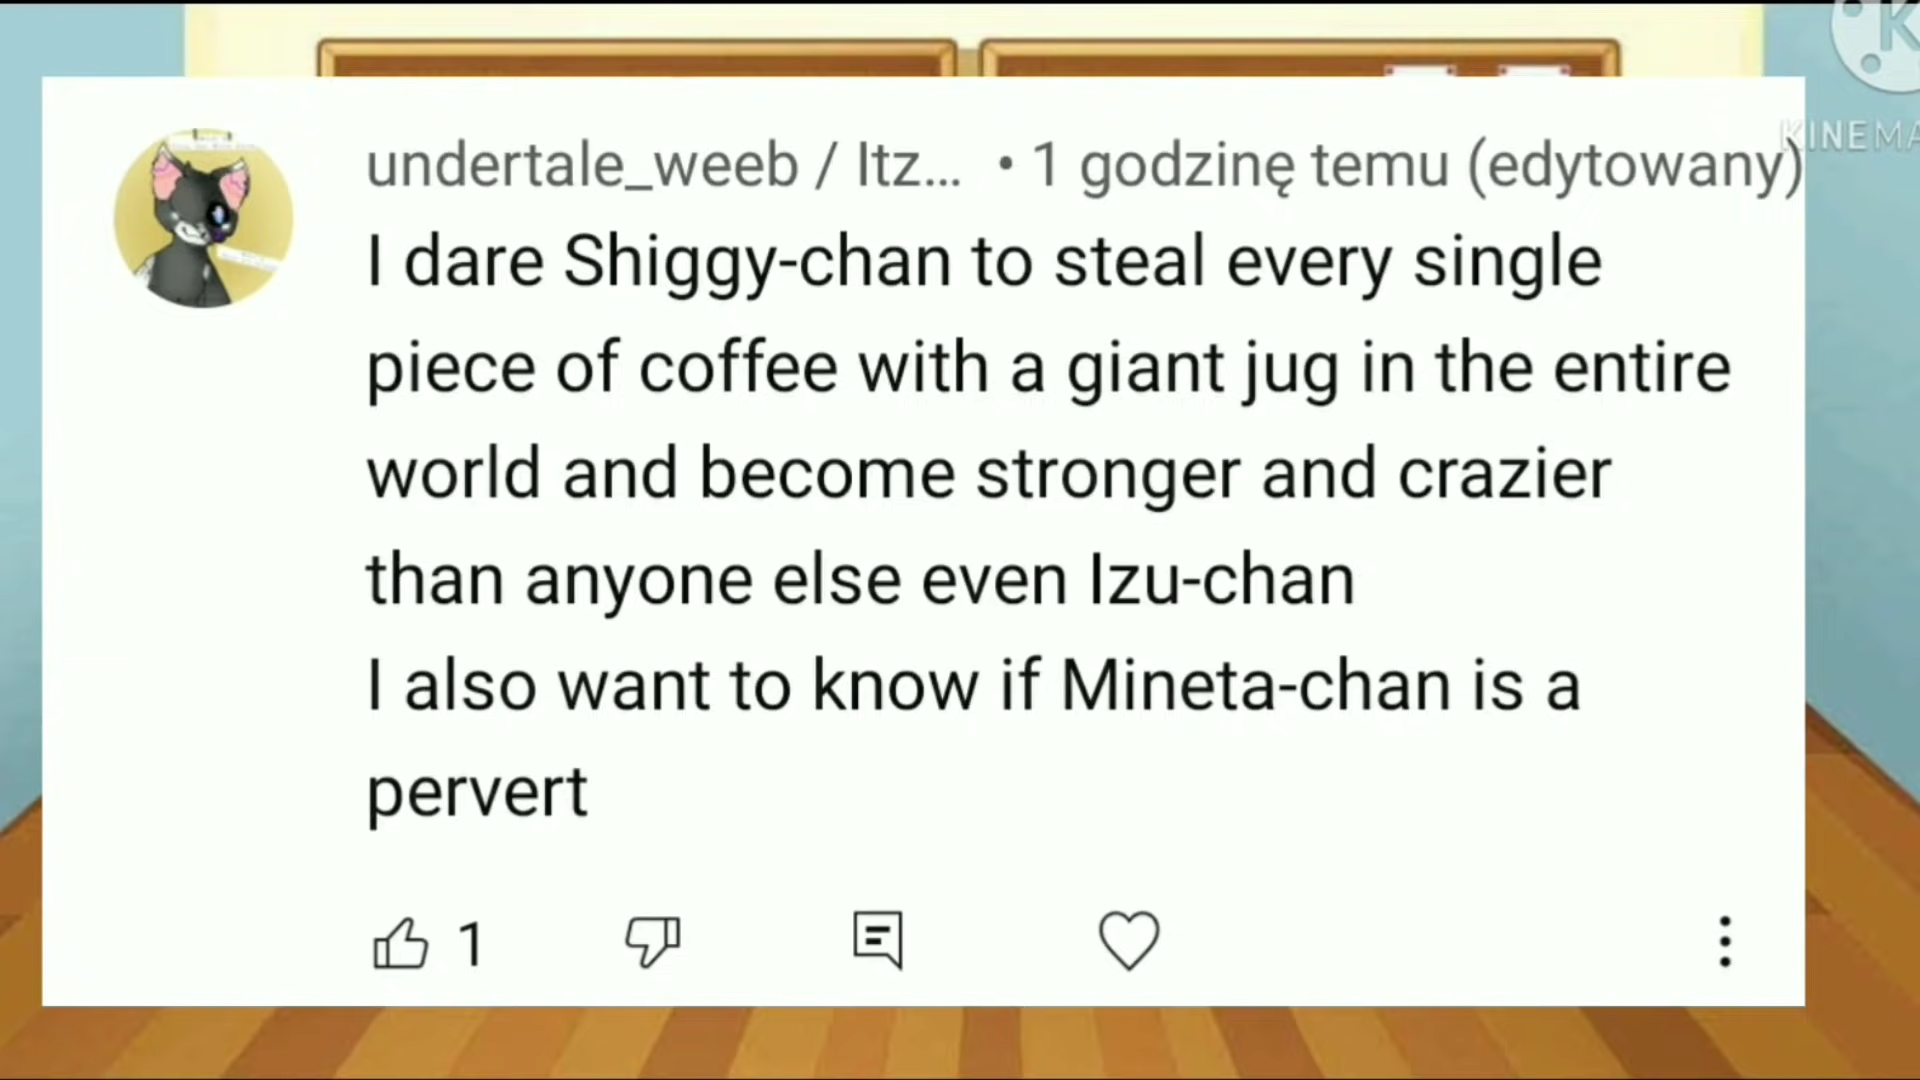 undertale_weeb / Itz... • 1 godzinę temu (edytowany)
I dare Shiggy-chan to steal every single
piece of coffee with a giant jug in the entire
world and become stronger and crazier
than anyone else even Izu-chan
I also want to know if Mineta-chan is a
pervert
1
K
KINEMA